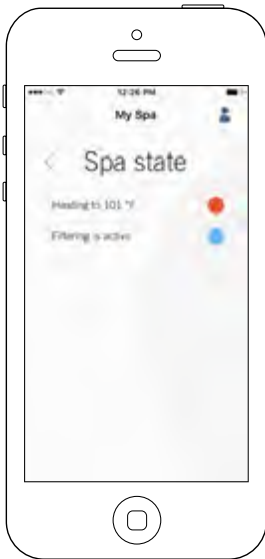 12:26 PM
My Spa
Spa state
Heating to 101 °F
Filtering is active